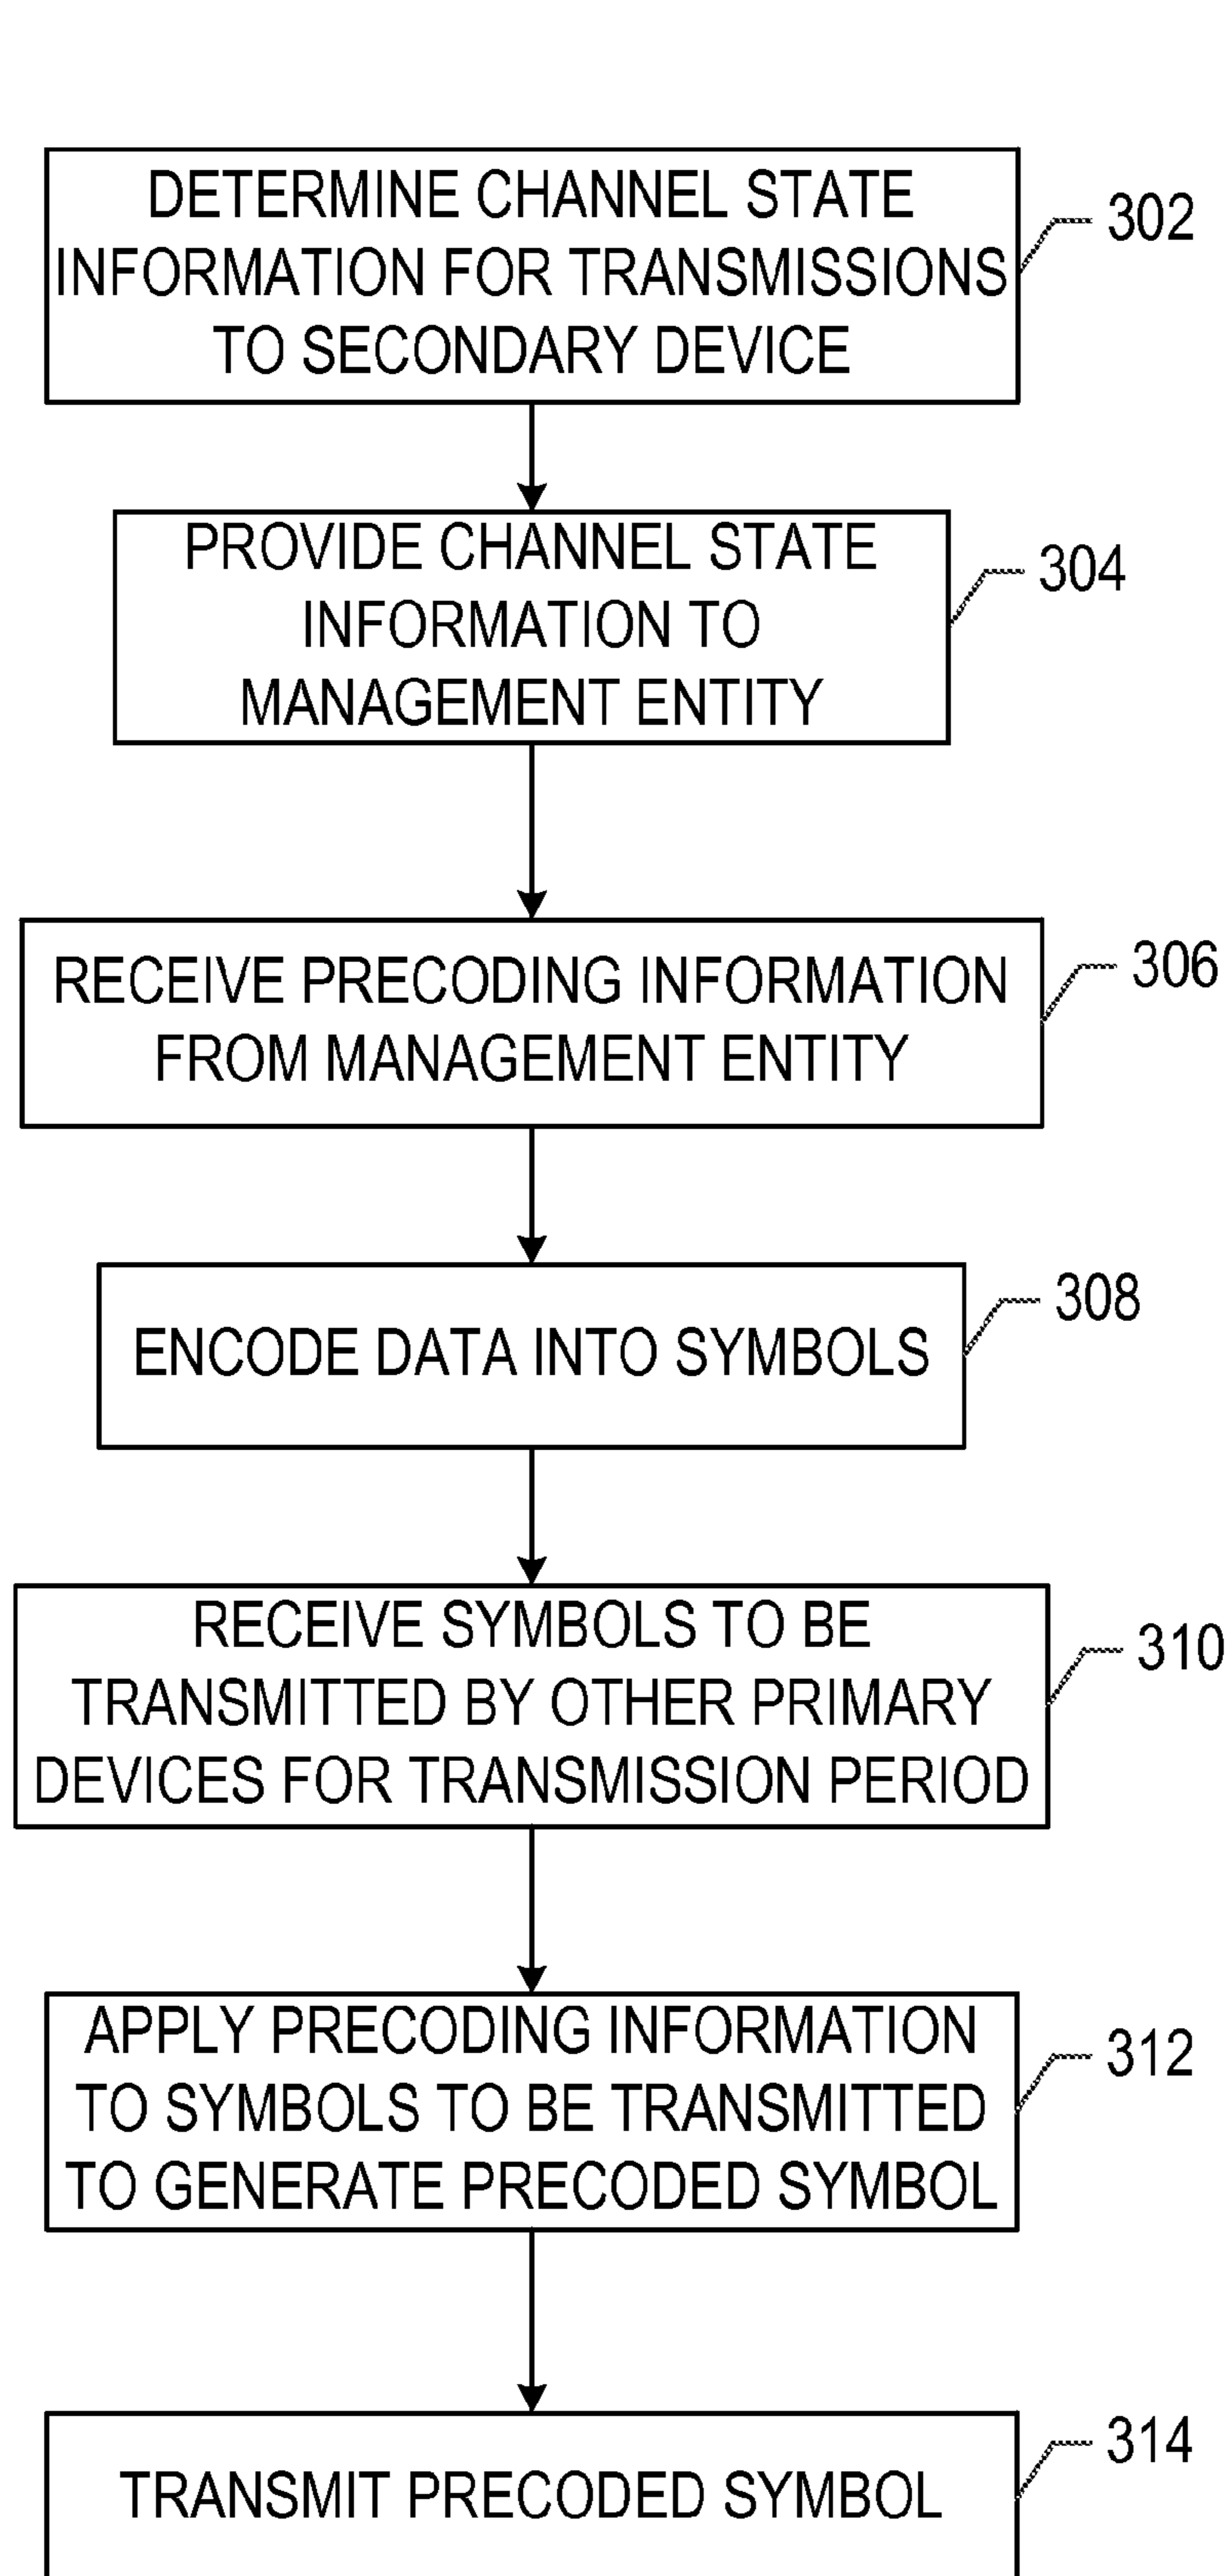 DETERMINE CHANNEL STATE
INFORMATION FOR TRANSMISSIONS
TO SECONDARY DEVICE
302
PROVIDE CHANNEL STATE
INFORMATION TO
MANAGEMENT ENTITY
304
RECEIVE PRECODING INFORMATION
FROM MANAGEMENT ENTITY
306
ENCODE DATA INTO SYMBOLS
308
RECEIVE SYMBOLS TO BE
TRANSMITTED BY OTHER PRIMARY
DEVICES FOR TRANSMISSION PERIOD
310
APPLY PRECODING INFORMATION
TO SYMBOLS TO BE TRANSMITTED
TO GENERATE PRECODED SYMBOL
312
TRANSMIT PRECODED SYMBOL
314